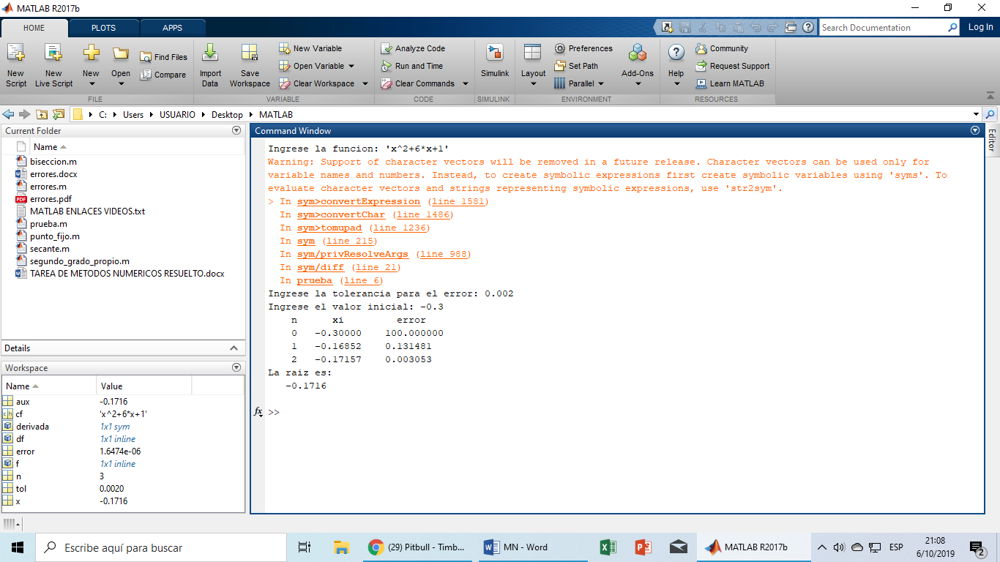 MATLAB R2017b
HOME PLOTS APPS
Search Documentation
Log In
New Script
New Live Script
New
Open
Find Files
Compare
Import Data
Save Workspace
New Variable
Open Variable
Clear Workspace
Analyze Code
Run and Time
Clear Commands
Simulink
Layout
Preferences
Set Path
Parallel
Add-Ons
Help
Community
Request Support
Learn MATLAB
FILE VARIABLE CODE SIMULINK ENVIRONMENT RESOURCES
C: Users USUARIO Desktop MATLAB
Current Folder
Name
biseccion.m
errores.docx
errores.m
errores.pdf
MATLAB ENLACES VIDEOS.txt
prueba.m
punto_fijo.m
secante.m
segundo_grado_propio.m
TAREA DE METODOS NUMERICOS RESUELTO.docx
Details
Workspace
Name Value
aux -0.1716
cf 'x^2+6*x+1'
derivada 1x1 sym
df 1x1 inline
error 1.6474e-06
f 1x1 inline
n 3
tol 0.0020
x -0.1716
Command Window
Editor
Ingrese la funcion: 'x^2+6*x+1'
Warning: Support of character vectors will be removed in a future release. Character vectors can be used only for
variable names and numbers. Instead, to create symbolic expressions first create symbolic variables using 'syms'. To
evaluate character vectors and strings representing symbolic expressions, use 'str2sym'.
> In sym>convertExpression (line 1581)
In sym>convertChar (line 1486)
In sym>tomupad (line 1236)
In sym (line 215)
In sym/privResolveArgs (line 988)
In sym/diff (line 21)
In prueba (line 6)
Ingrese la tolerancia para el error: 0.002
Ingrese el valor inicial: -0.3
n xi error
0 -0.30000 100.000000
1 -0.16852 0.131481
2 -0.17157 0.003053
La raiz es:
-0.1716
fx >>
Escribe aquí para buscar
(29) Pitbull - Timb...
MN - Word
MATLAB R2017b
ESP
21:08
6/10/2019
2